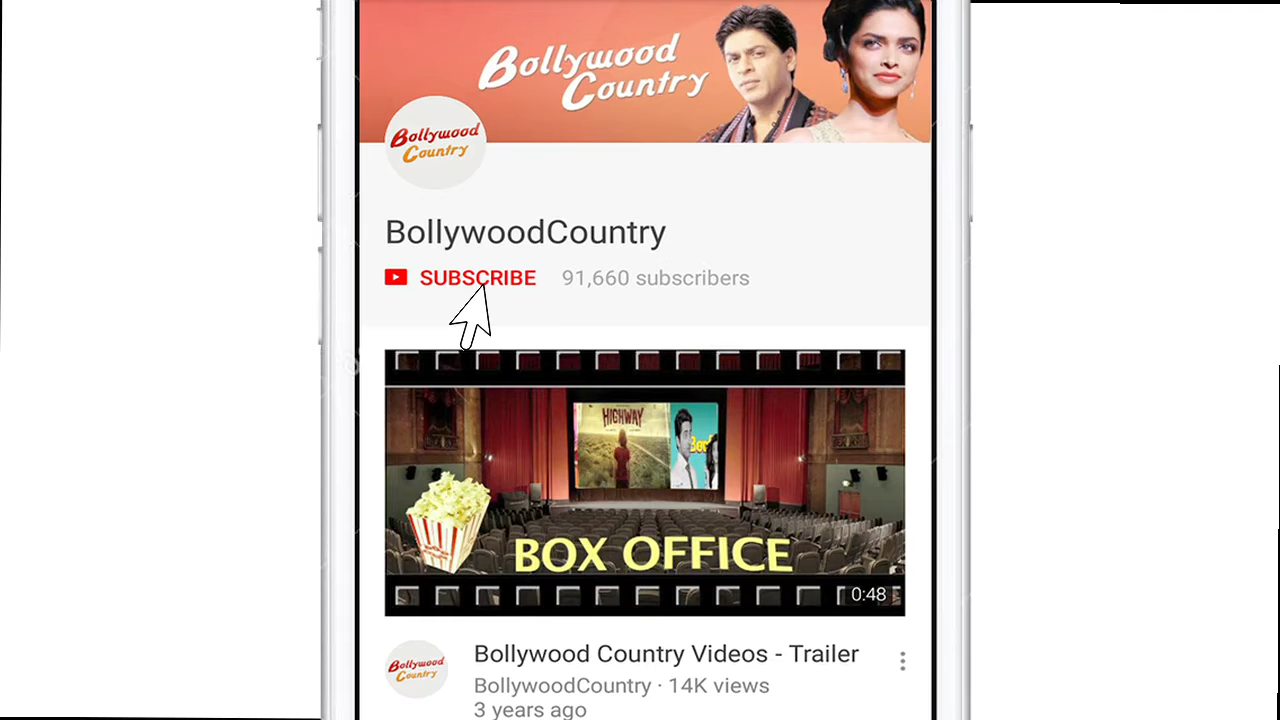 Bollywood
Country
Bollywood
Country
BollywoodCountry
SUBSCRIBE 91,660 subscribers
HIGHWAY
BOX OFFICE
0:48
Bollywood Country Videos - Trailer
Bollywood
Country
BollywoodCountry · 14K views
3 years ago